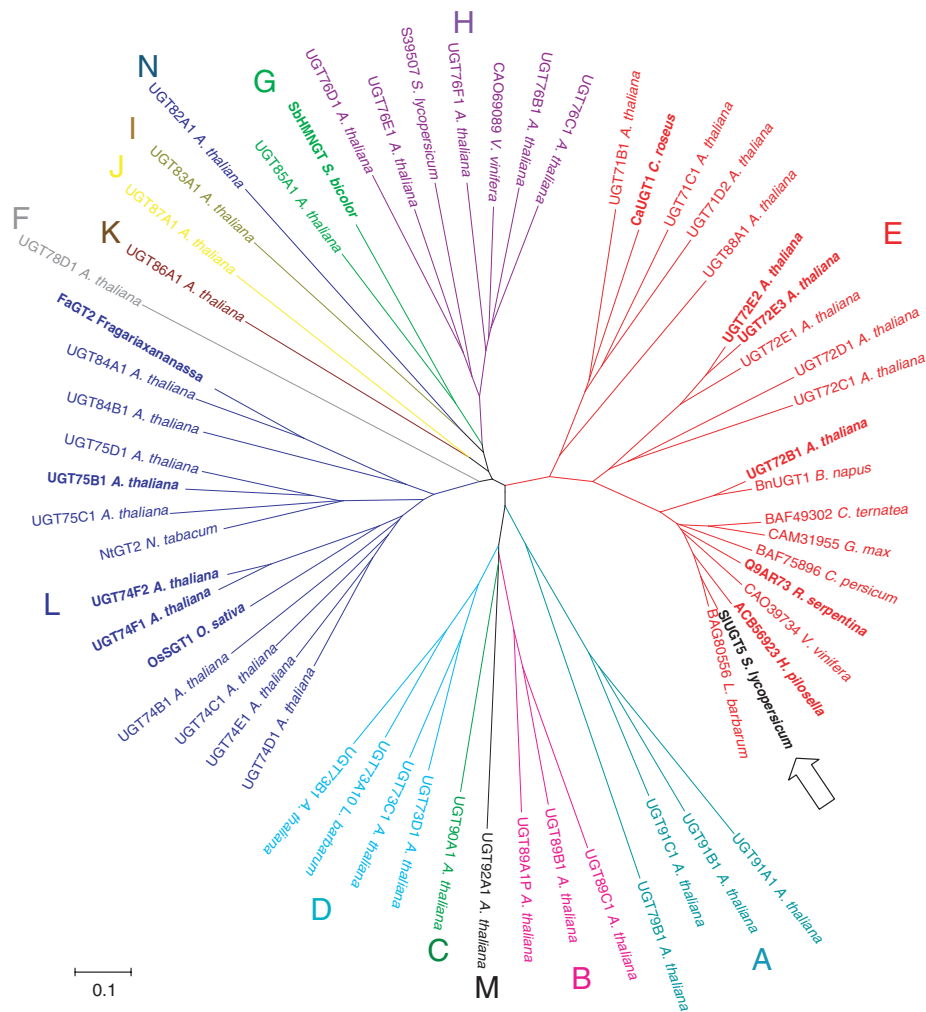 H
N
G
I
J
F
K
E
L
D
C
M
B
A
UGT82A1 A. thaliana
UGT83A1 A. thaliana
UGT87A1 A. thaliana
UGT86A1 A. thaliana
UGT78D1 A. thaliana
SbHMNGT S. bicolor
UGT85A1 A. thaliana
UGT76D1 A. thaliana
UGT76E1 A. thaliana
S39507 S. lycopersicum
UGT76F1 A. thaliana
CAO69089 V. vinifera
UGT76B1 A. thaliana
UGT76C1 A. thaliana
UGT71B1 A. thaliana
CaUGT1 C. roseus
UGT71C1 A. thaliana
UGT71D2 A. thaliana
UGT88A1 A. thaliana
UGT72E2 A. thaliana
UGT72E3 A. thaliana
UGT72E1 A. thaliana
UGT72D1 A. thaliana
UGT72C1 A. thaliana
UGT72B1 A. thaliana
BnUGT1 B. napus
BAF49302 C. ternatea
CAM31955 G. max
BAF75896 C. persicum
Q9AR73 R. serpentina
CAO39734 V. vinifera
ACB56923 H. pilosella
SlUGT5 S. lycopersicum
BAG80556 L. barbarum
UGT91A1 A. thaliana
UGT91B1 A. thaliana
UGT91C1 A. thaliana
UGT79B1 A. thaliana
UGT89C1 A. thaliana
UGT89B1 A. thaliana
UGT89A1P A. thaliana
UGT92A1 A. thaliana
UGT90A1 A. thaliana
UGT73D1 A. thaliana
UGT73C1 A. thaliana
UGT73A10 L. barbarum
UGT73B1 A. thaliana
UGT74D1 A. thaliana
UGT74E1 A. thaliana
UGT74C1 A. thaliana
UGT74B1 A. thaliana
OsSGT1 O. sativa
UGT74F1 A. thaliana
UGT74F2 A. thaliana
NtGT2 N. tabacum
UGT75C1 A. thaliana
UGT75B1 A. thaliana
UGT75D1 A. thaliana
UGT84B1 A. thaliana
UGT84A1 A. thaliana
FaGT2 Fragariaxananassa
0.1